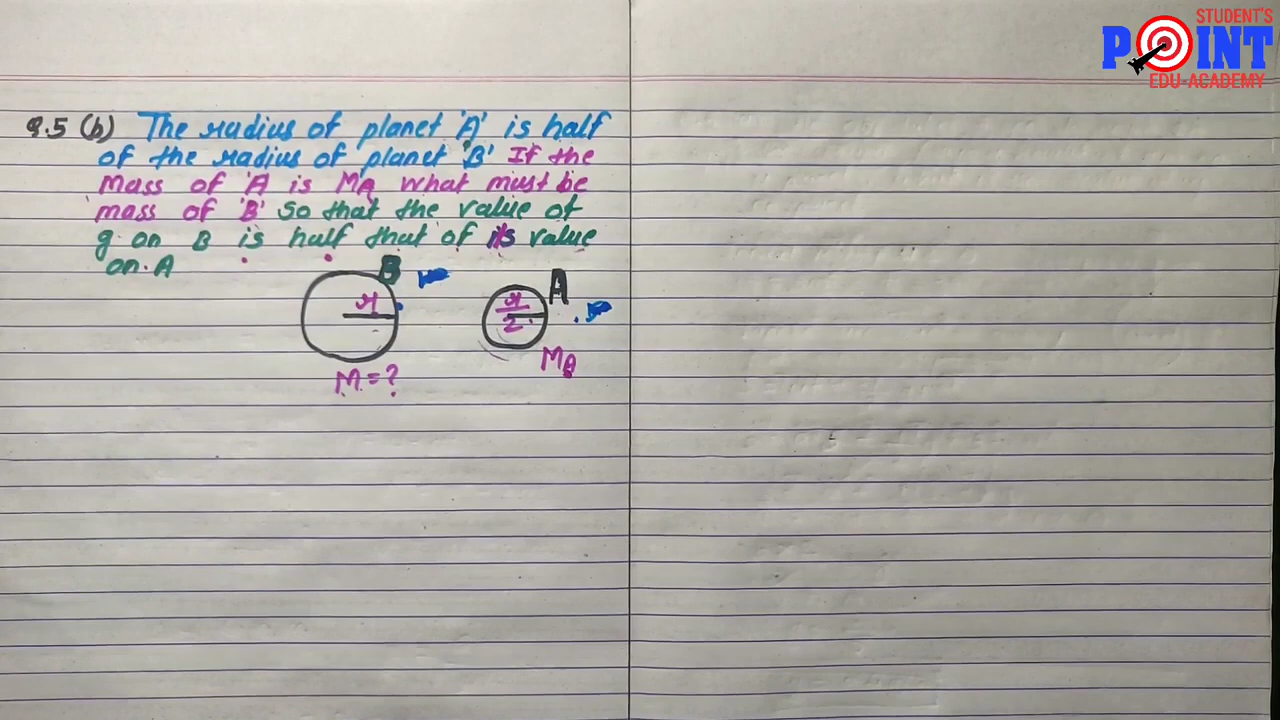 STUDENT'S
POINT
EDU-ACADEMY
Q.5 (b) The radius of planet 'A' is half
of the radius of planet 'B' If the
Mass of 'A is MA what must be
mass of 'B' so that the value of
g on B is half that of its value
on. A
B
A
r
r/2
MA
M = ?